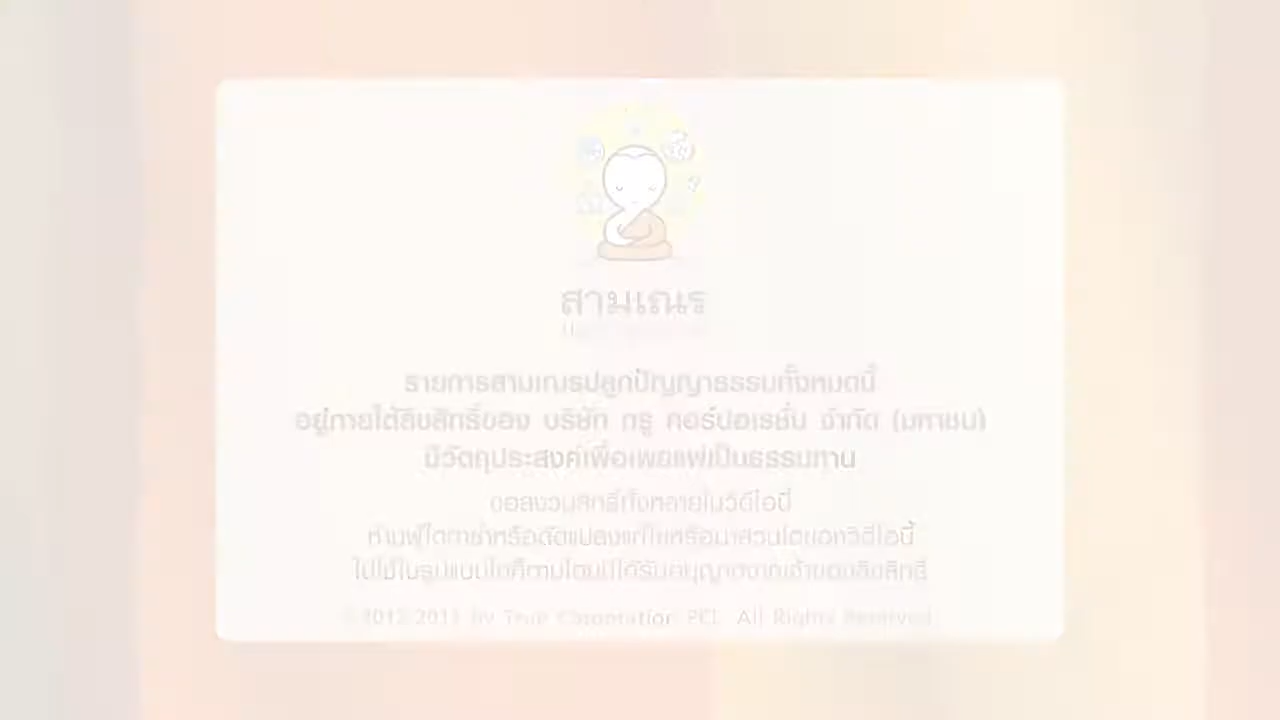 สามเณร
รายการสามเณรปลูกปัญญาธรรมทั้งหมดนี้
อยู่ภายใต้ลิขสิทธิ์ของ บริษัท ทรู คอร์ปอเรชั่น จำกัด (มหาชน)
มีวัตถุประสงค์เพื่อเผยแพร่เป็นธรรมทาน
ขอสงวนสิทธิ์ทั้งหลายในวิดีโอนี้
ห้ามผู้ใดทำซ้ำหรือดัดแปลงแก้ไขหรือนำส่วนใดของวิดีโอนี้
ไปใช้ในรูปแบบใดก็ตามโดยมิได้รับอนุญาตจากเจ้าของลิขสิทธิ์
by True Corporation PCL. All Rights Reserved.